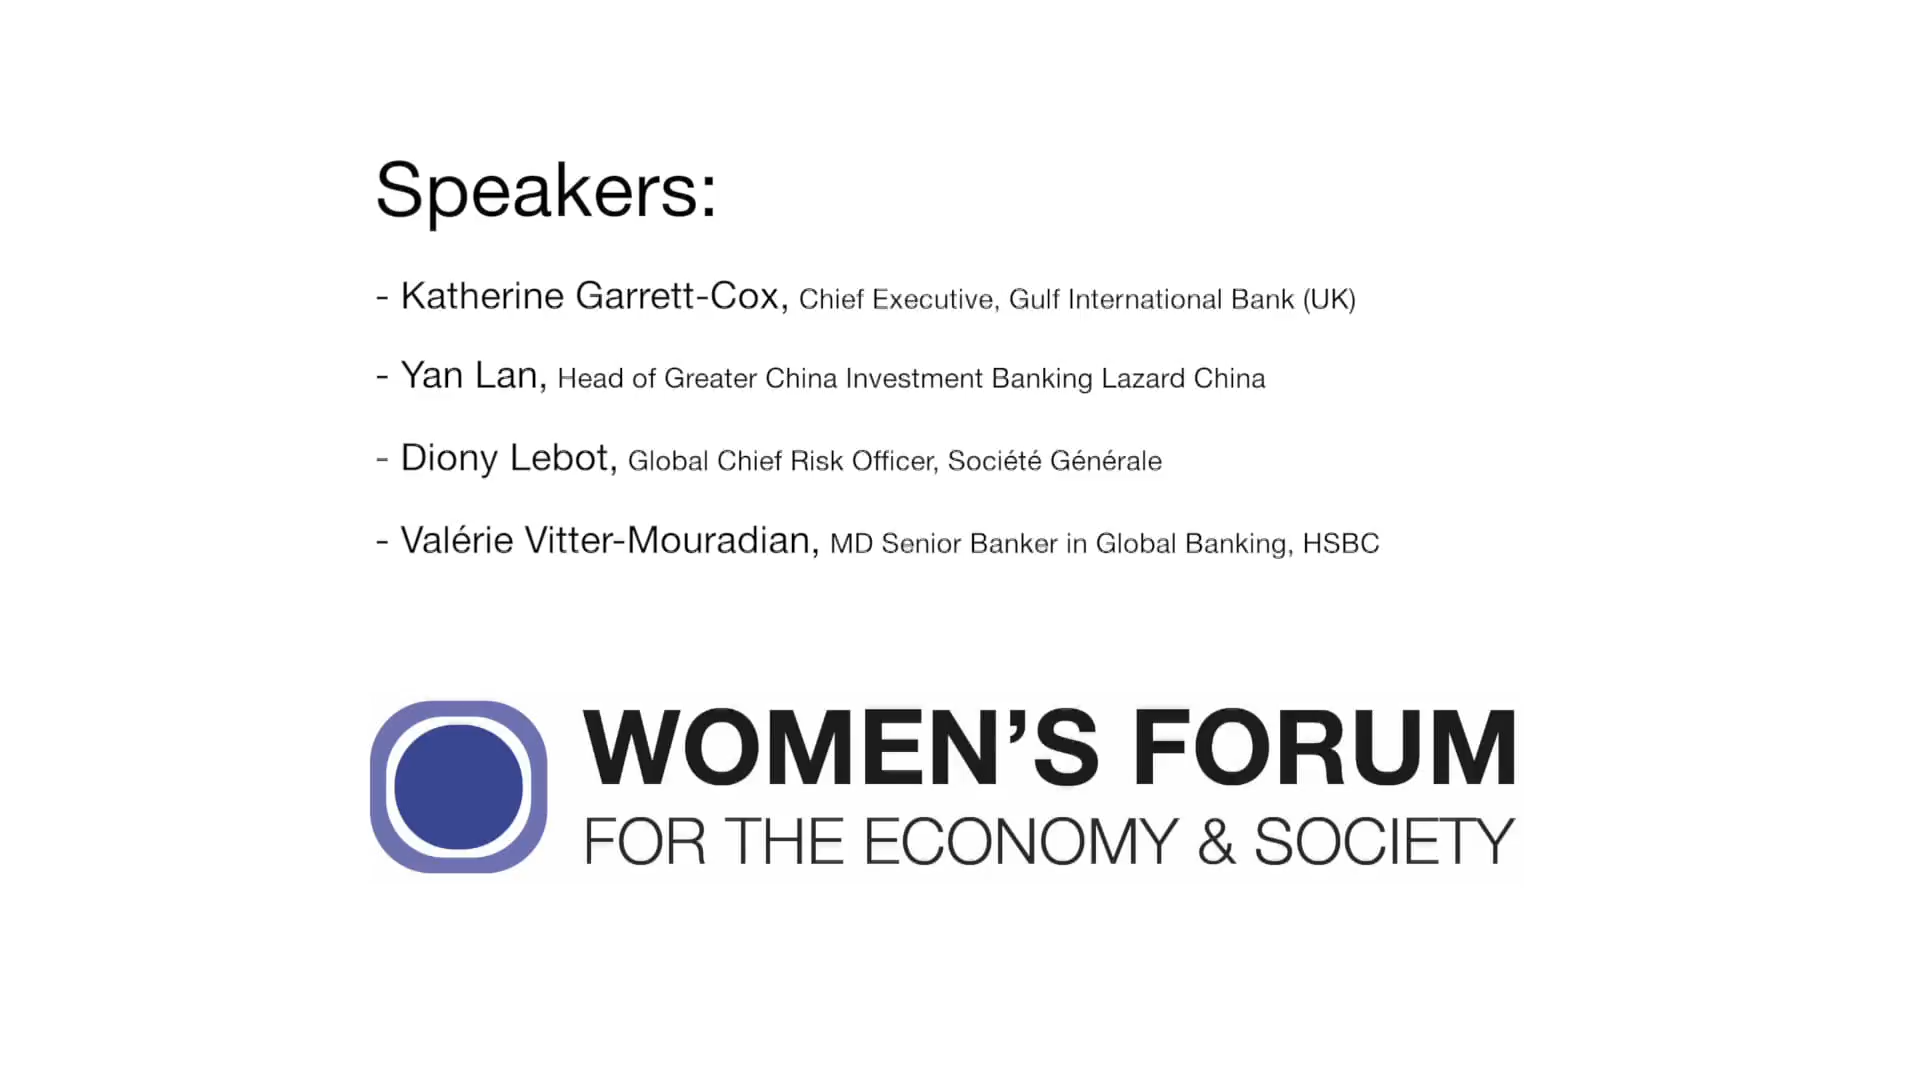 Speakers:
- Katherine Garrett-Cox, Chief Executive, Gulf International Bank (UK)
- Yan Lan, Head of Greater China Investment Banking Lazard China
- Diony Lebot, Global Chief Risk Officer, Société Générale
- Valérie Vitter-Mouradian, MD Senior Banker in Global Banking, HSBC
WOMEN'S FORUM
FOR THE ECONOMY & SOCIETY